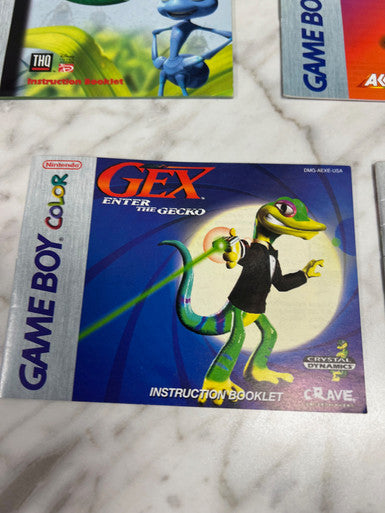 THQ
Instruction Booklet
GAME BOY
Nintendo
GAME BOY COLOR
GEX
ENTER
THE GECKO
DMG-AEXE-USA
CRYSTAL
DYNAMICS
CRAVE
INSTRUCTION BOOKLET